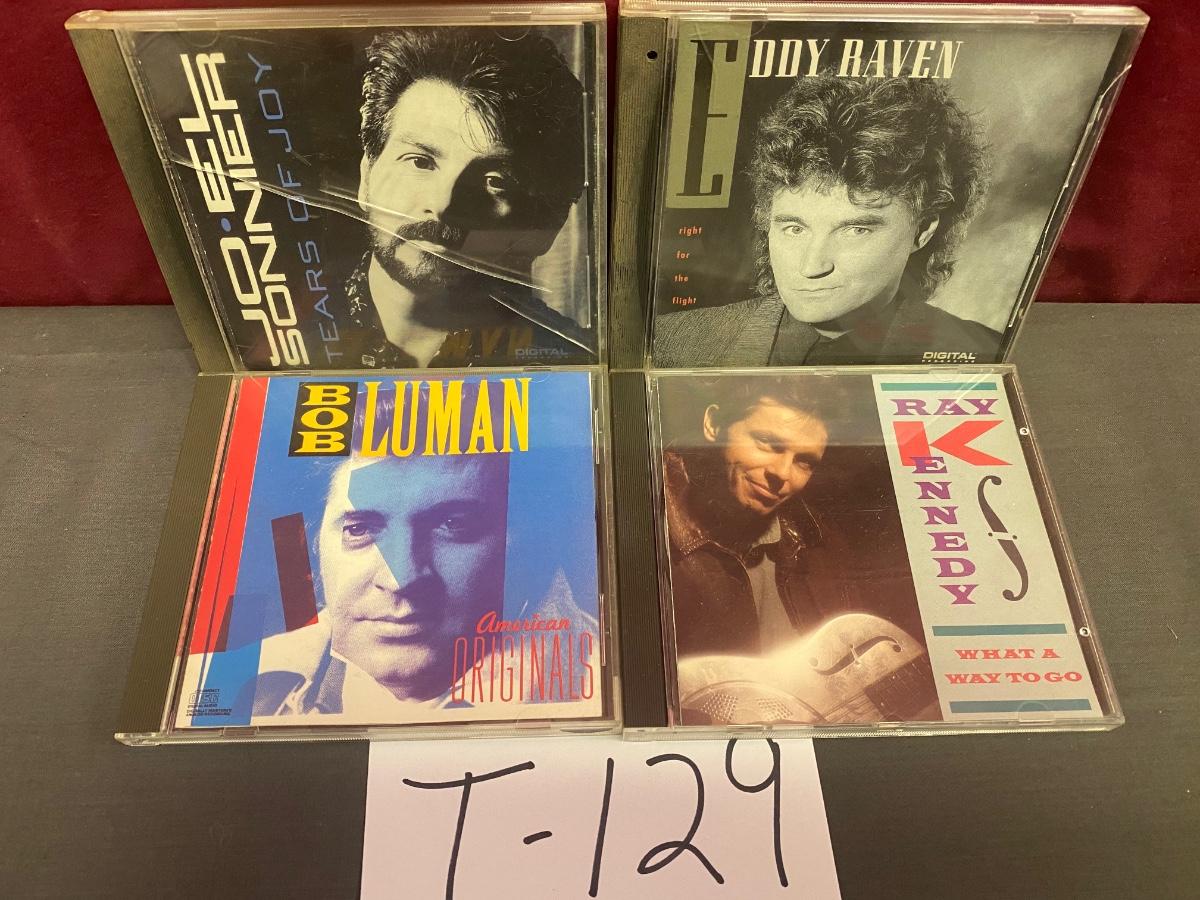 JO•EL
SONNIER
TEARS OF JOY
DIGITAL
EDDY RAVEN
right
for
the
flight
DIGITAL
BOB LUMAN
American
ORIGINALS
RAY
KENNEDY
WHAT A
WAY TO GO
T-129